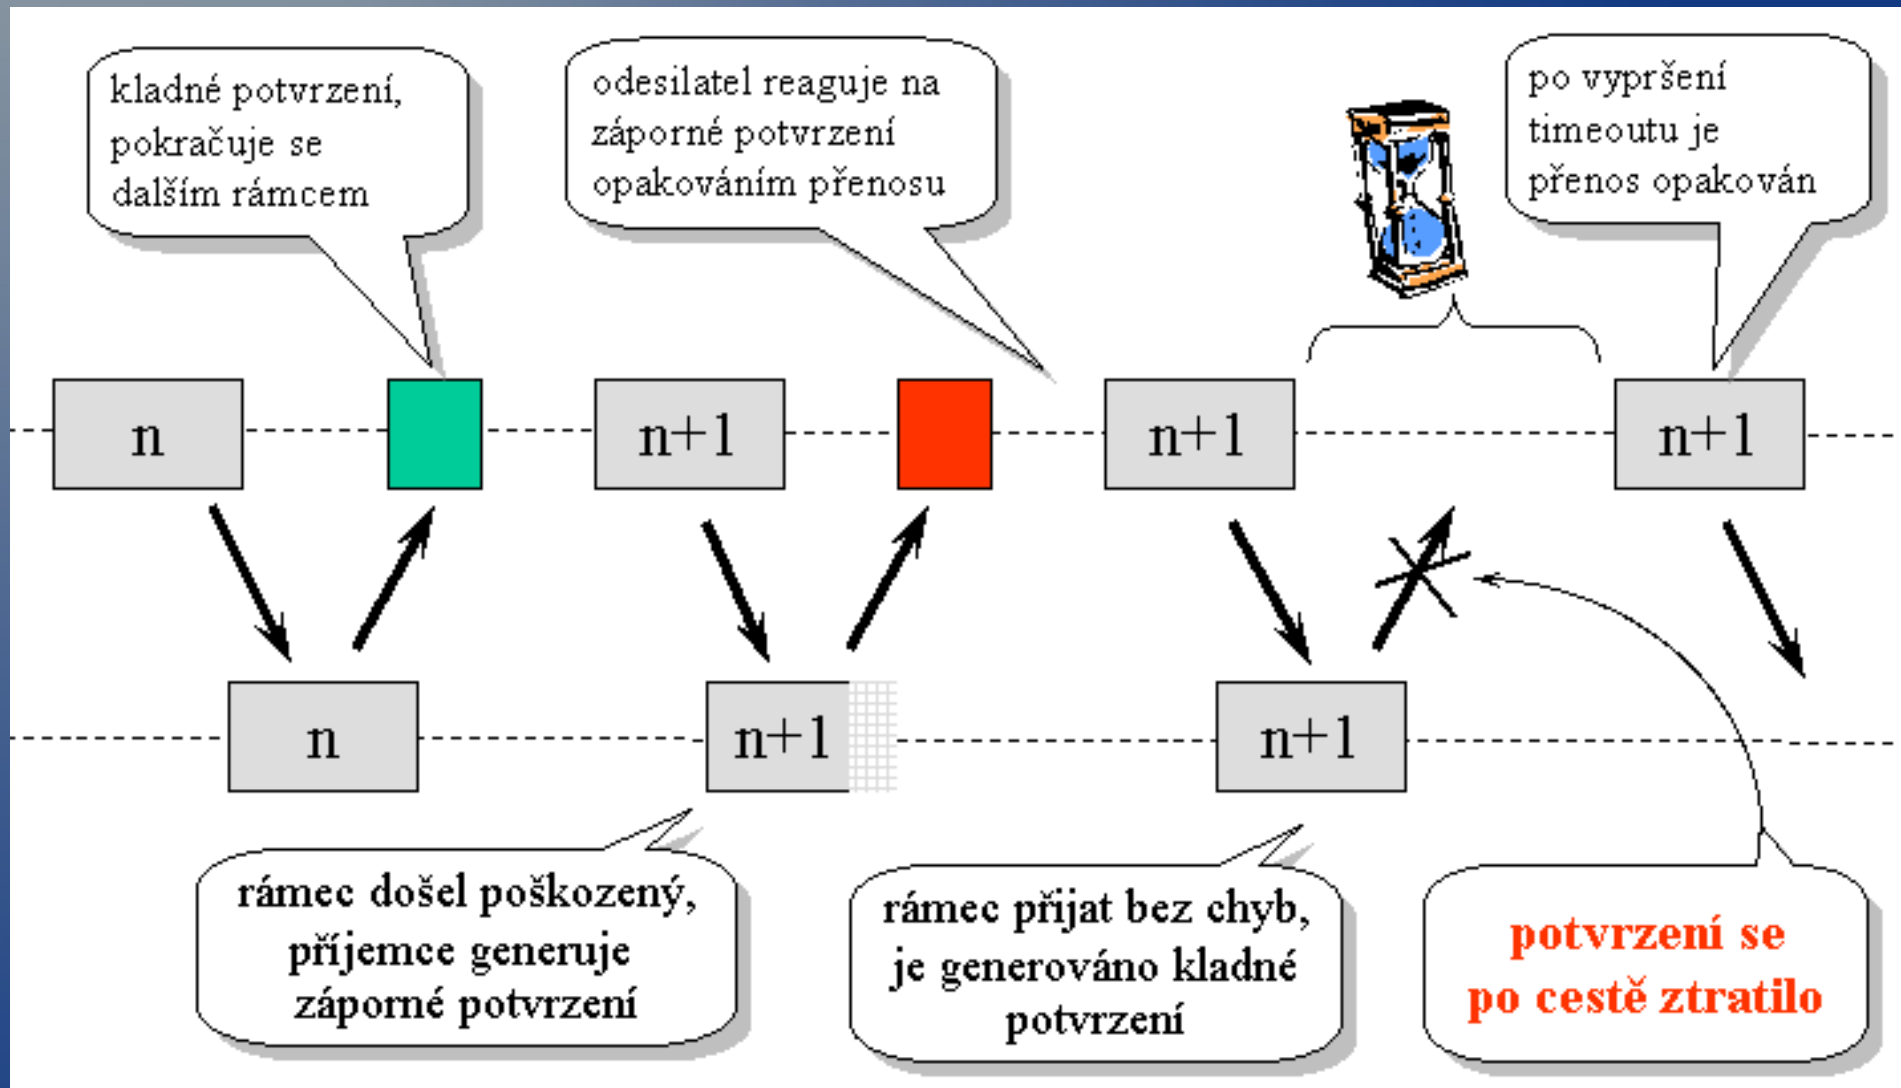 kladné potvrzení,
pokračuje se
dalším rámcem
odesilatel reaguje na
záporné potvrzení
opakováním přenosu
po vypršení
timeoutu je
přenos opakován
n
n+1
n+1
n+1
n
n+1
n+1
rámec došel poškozený,
příjemce generuje
záporné potvrzení
rámec přijat bez chyb,
je generováno kladné
potvrzení
potvrzení se
po cestě ztratilo